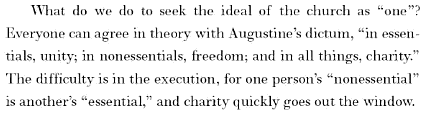 What do we do to seek the ideal of the church as “one”?
Everyone can agree in theory with Augustine’s dictum, “in essen-
tials, unity; in nonessentials, freedom; and in all things, charity.”
The difficulty is in the execution, for one person’s “nonessential”
is another’s “essential,” and charity quickly goes out the window.